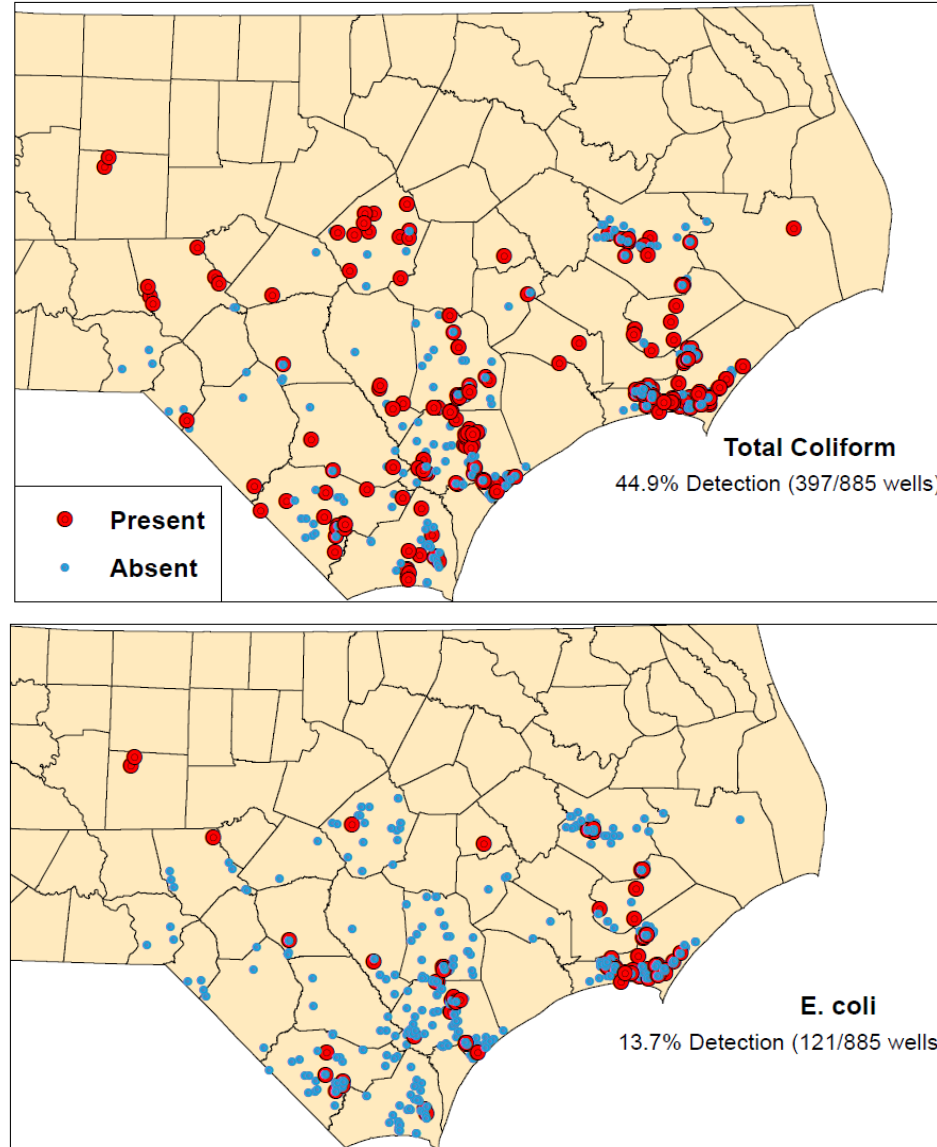 Total Coliform
44.9% Detection (397/885 wells)
Present
Absent
E. coli
13.7% Detection (121/885 wells